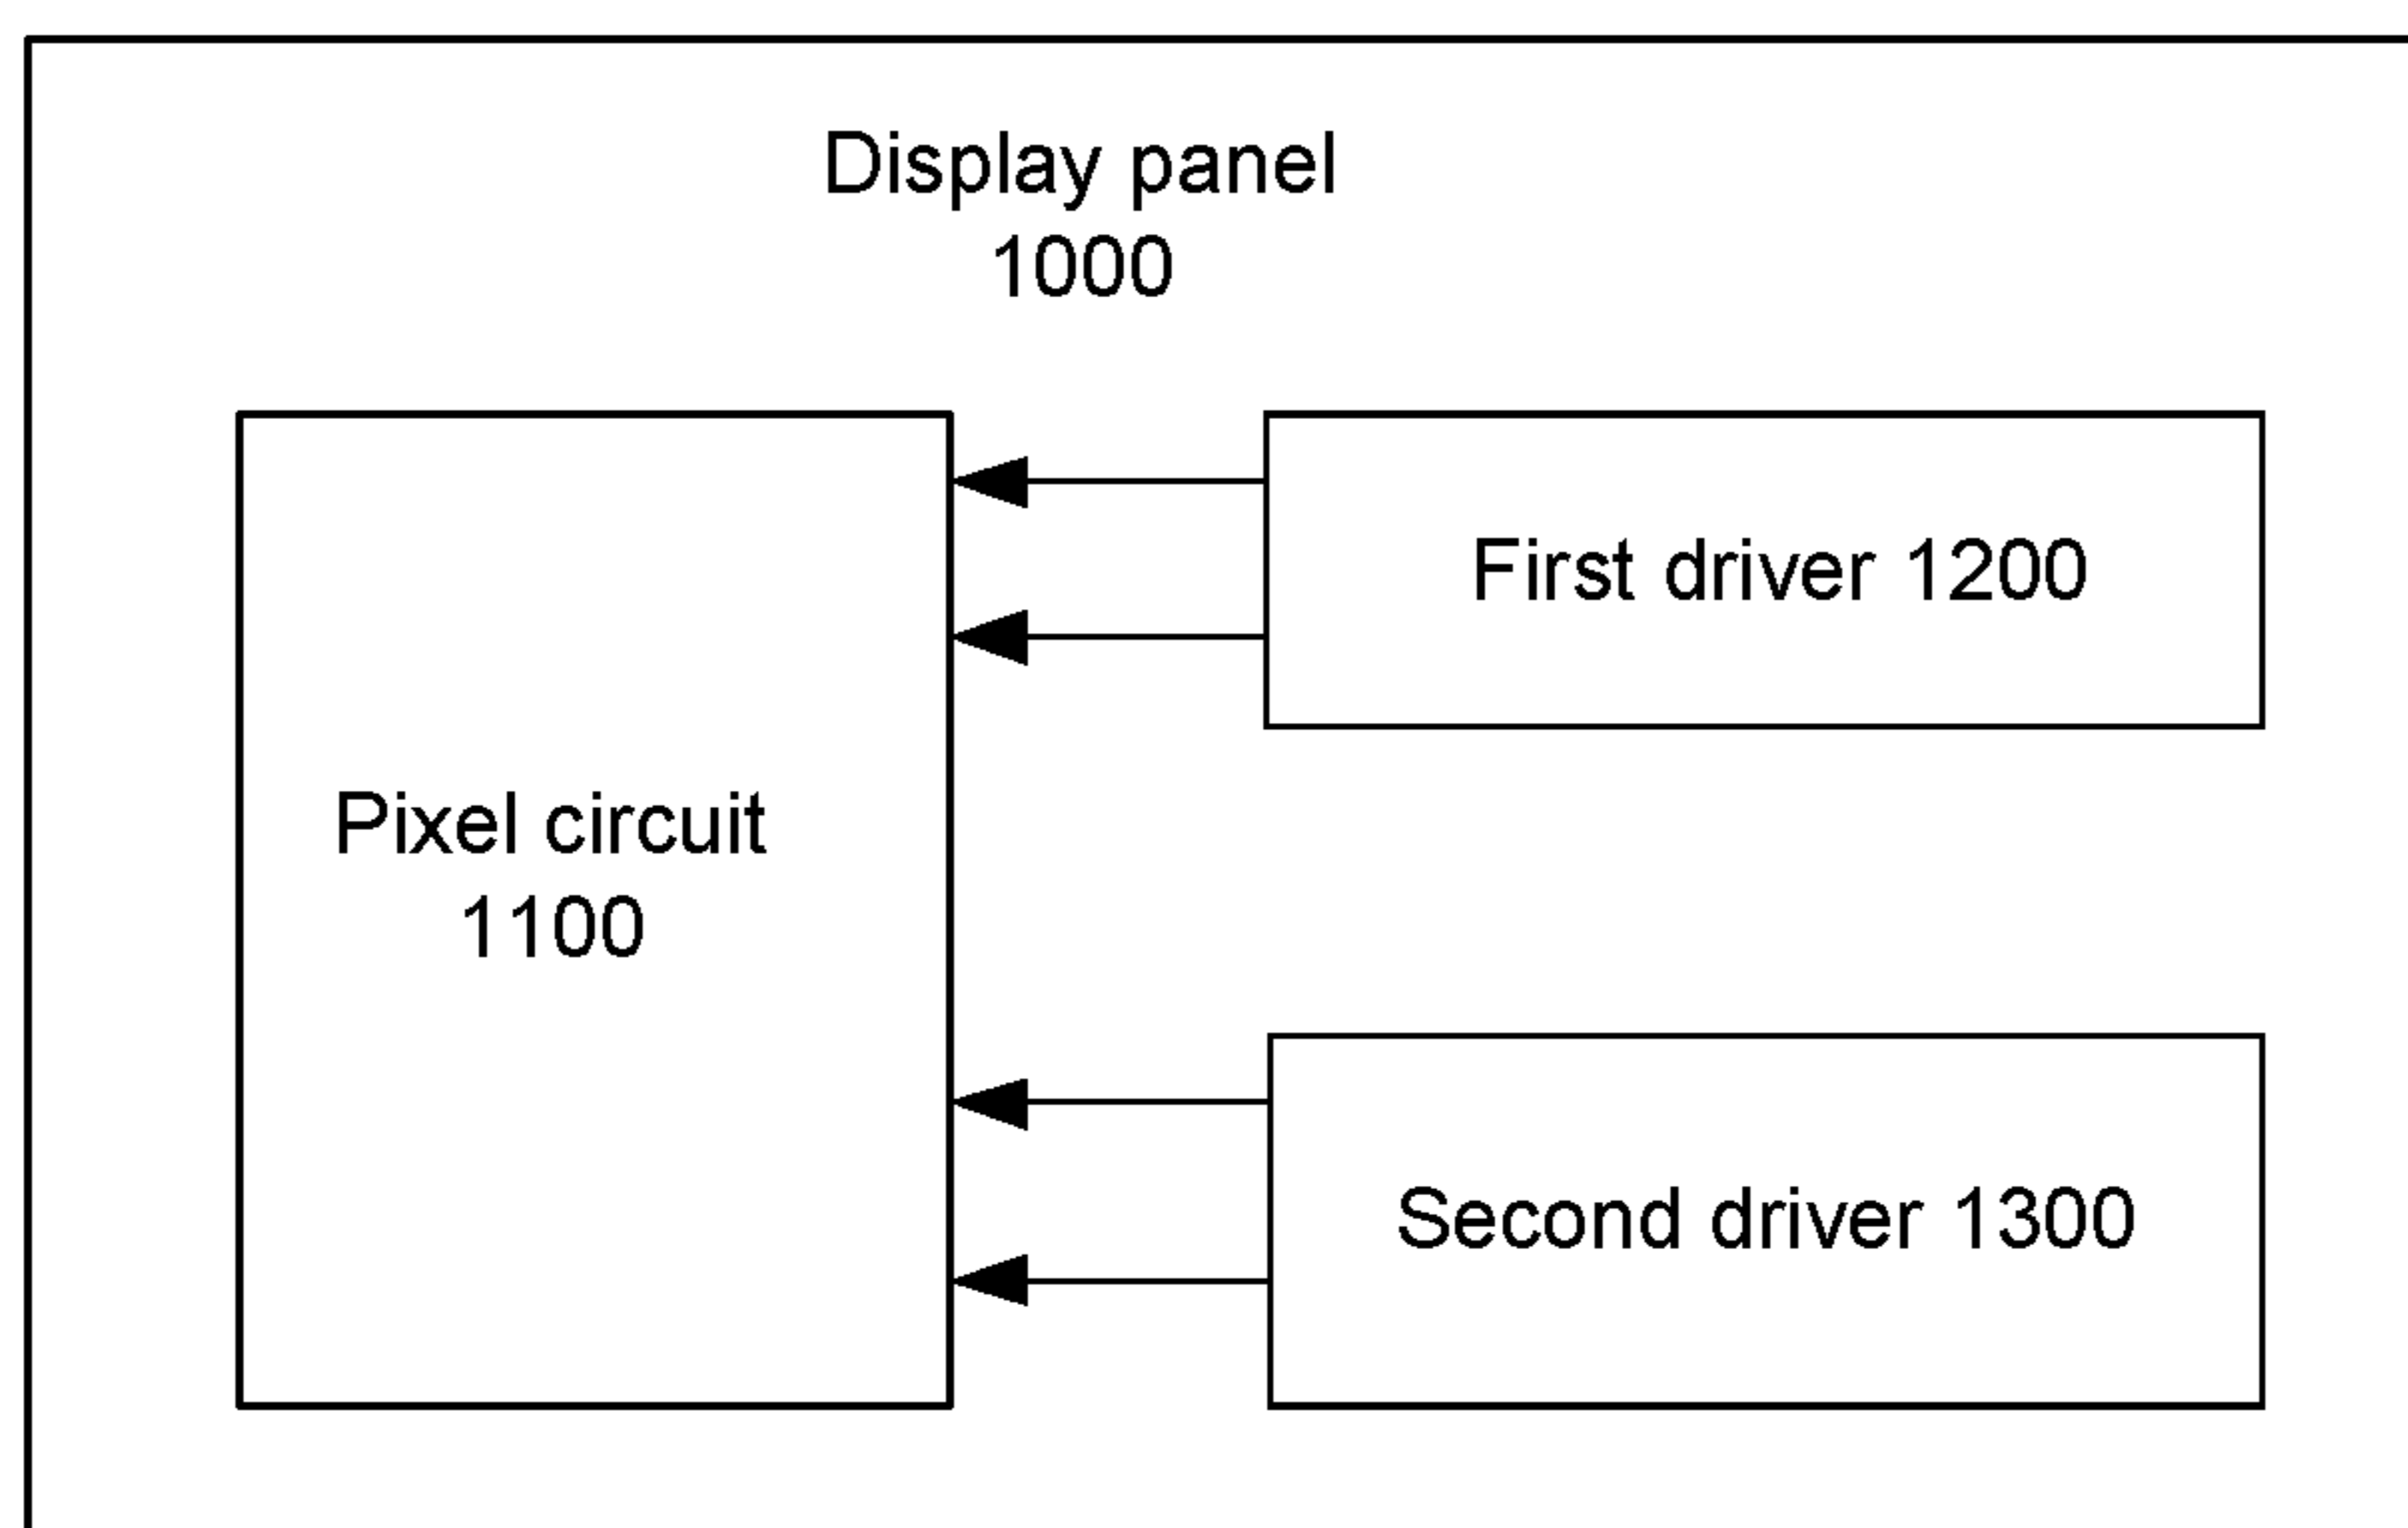 Display panel
1000
First driver 1200
Pixel circuit
1100
Second driver 1300